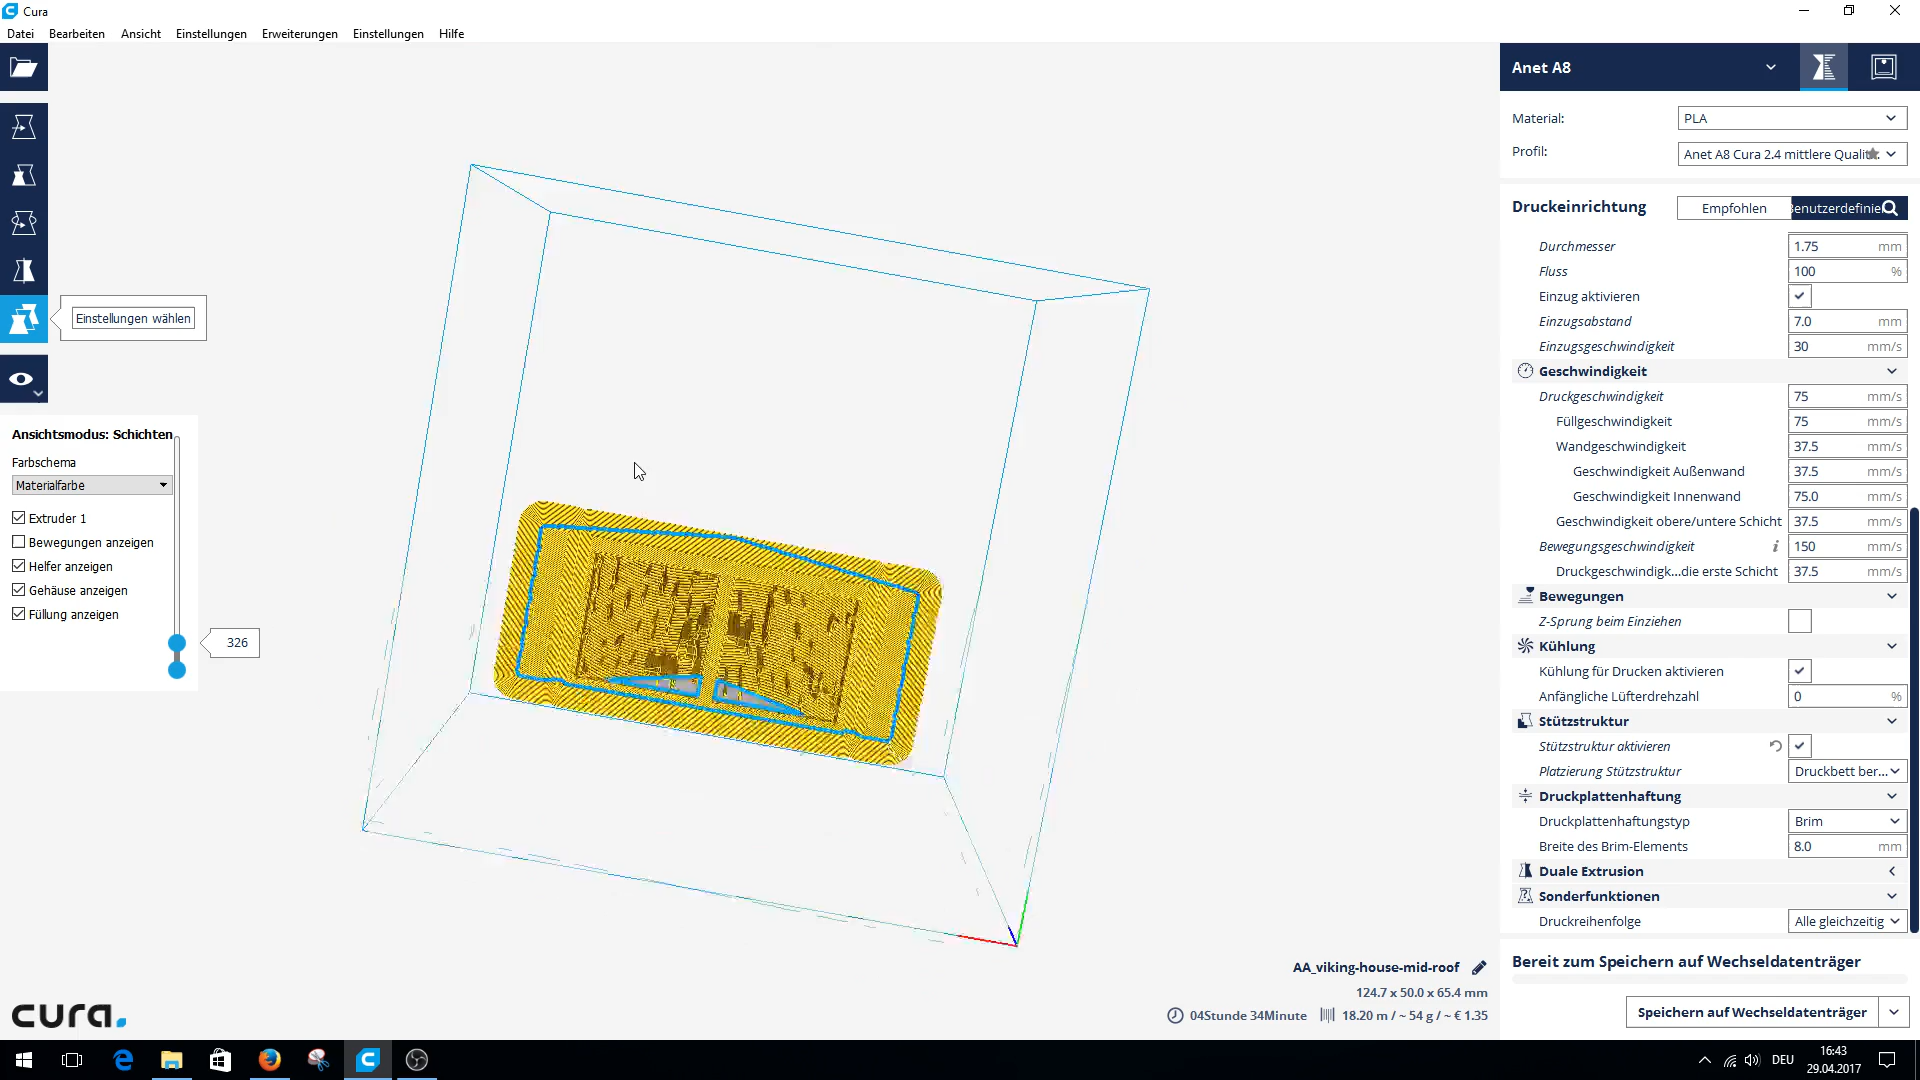 Cura
Datei Bearbeiten Ansicht Einstellungen Erweiterungen Einstellungen Hilfe
Einstellungen wählen
Ansichtsmodus: Schichten
Farbschema
Materialfarbe
Extruder 1
Bewegungen anzeigen
Helfer anzeigen
Gehäuse anzeigen
Füllung anzeigen
326
Anet A8
Material: PLA
Profil: Anet A8 Cura 2.4 mittlere Qualit
Druckeinrichtung Empfohlen Benutzerdefinie
Durchmesser 1.75 mm
Fluss 100 %
Einzug aktivieren
Einzugsabstand 7.0 mm
Einzugsgeschwindigkeit 30 mm/s
Geschwindigkeit
Druckgeschwindigkeit 75 mm/s
Füllgeschwindigkeit 75 mm/s
Wandgeschwindigkeit 37.5 mm/s
Geschwindigkeit Außenwand 37.5 mm/s
Geschwindigkeit Innenwand 75.0 mm/s
Geschwindigkeit obere/untere Schicht 37.5 mm/s
Bewegungsgeschwindigkeit i 150 mm/s
Druckgeschwindigk...die erste Schicht 37.5 mm/s
Bewegungen
Z-Sprung beim Einziehen
Kühlung
Kühlung für Drucken aktivieren
Anfängliche Lüfterdrehzahl 0 %
Stützstruktur
Stützstruktur aktivieren
Platzierung Stützstruktur Druckbett ber...
Druckplattenhaftung
Druckplattenhaftungstyp Brim
Breite des Brim-Elements 8.0 mm
Duale Extrusion
Sonderfunktionen
Druckreihenfolge Alle gleichzeitig
AA_viking-house-mid-roof
124.7 x 50.0 x 65.4 mm
04Stunde 34Minute 18.20 m / ~ 54 g / ~ € 1.35
Bereit zum Speichern auf Wechseldatenträger
Speichern auf Wechseldatenträger
cura.
DEU 16:43
29.04.2017